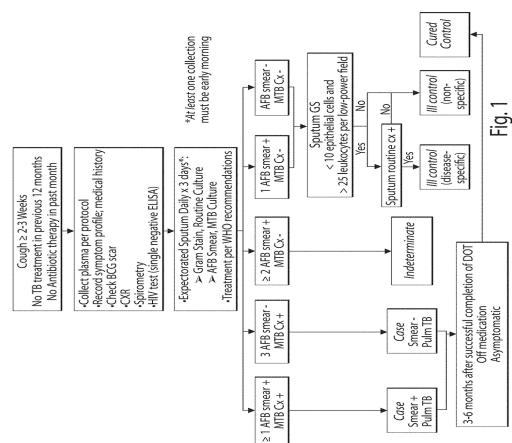 Cough ≥ 2-3 Weeks
No TB treatment in previous 12 months
No Antibiotic therapy in past month
•Collect plasma per protocol
•Record symptom profile; medical history
•Check BCG scar
•CXR
•Spirometry
•HIV test (single negative ELISA)
•Expectorated Sputum Daily x 3 days*:
➢ Gram Stain, Routine Culture
➢ AFB Smear, MTB Culture
•Treatment per WHO recommendations
*At least one collection
must be early morning
≥ 1 AFB smear +
MTB Cx +
3 AFB smear -
MTB Cx +
≥ 2 AFB smear +
MTB Cx -
1 AFB smear +
MTB Cx -
AFB smear -
MTB Cx -
Sputum GS
< 10 epithelial cells and
> 25 leukocytes per low-power field
Yes
No
Sputum routine cx +
No
Yes
Case
Smear +
Pulm TB
Case
Smear -
Pulm TB
Indeterminate
Ill control
(disease-
specific)
Ill control
(non-
specific)
Cured
Control
3-6 months after successful completion of DOT
Off medication
Asymptomatic
Fig. 1